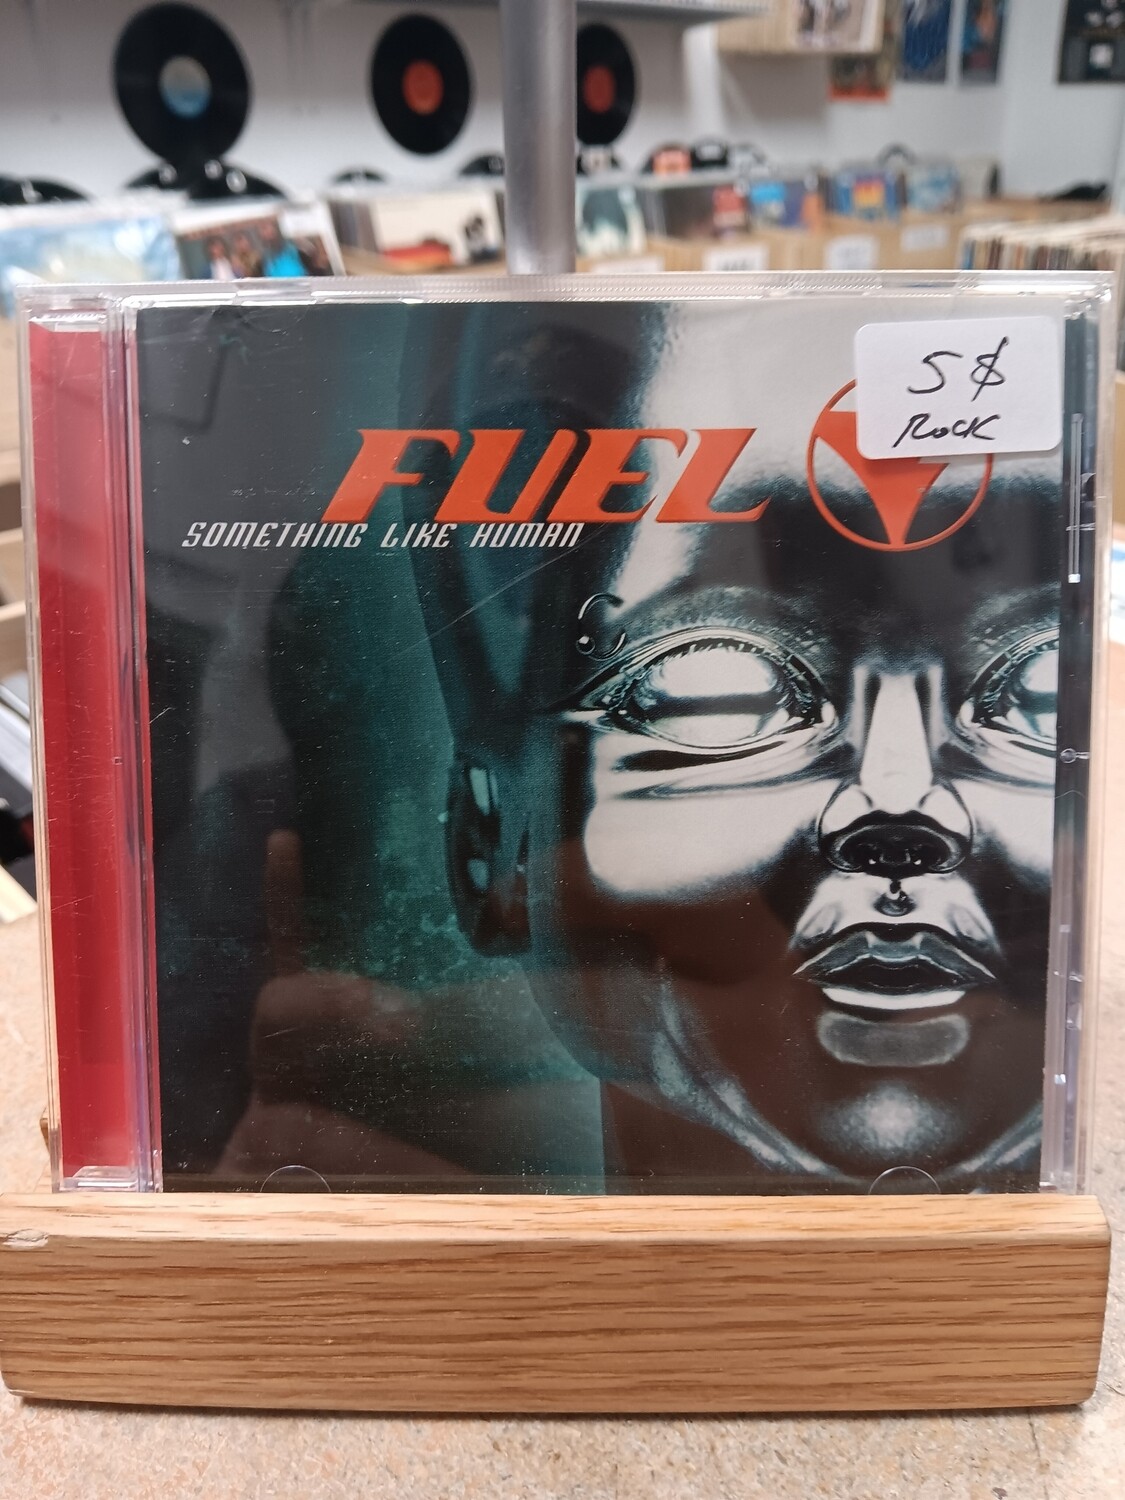 5 $
Rock
FUEL
SOMETHING LIKE HUMAN